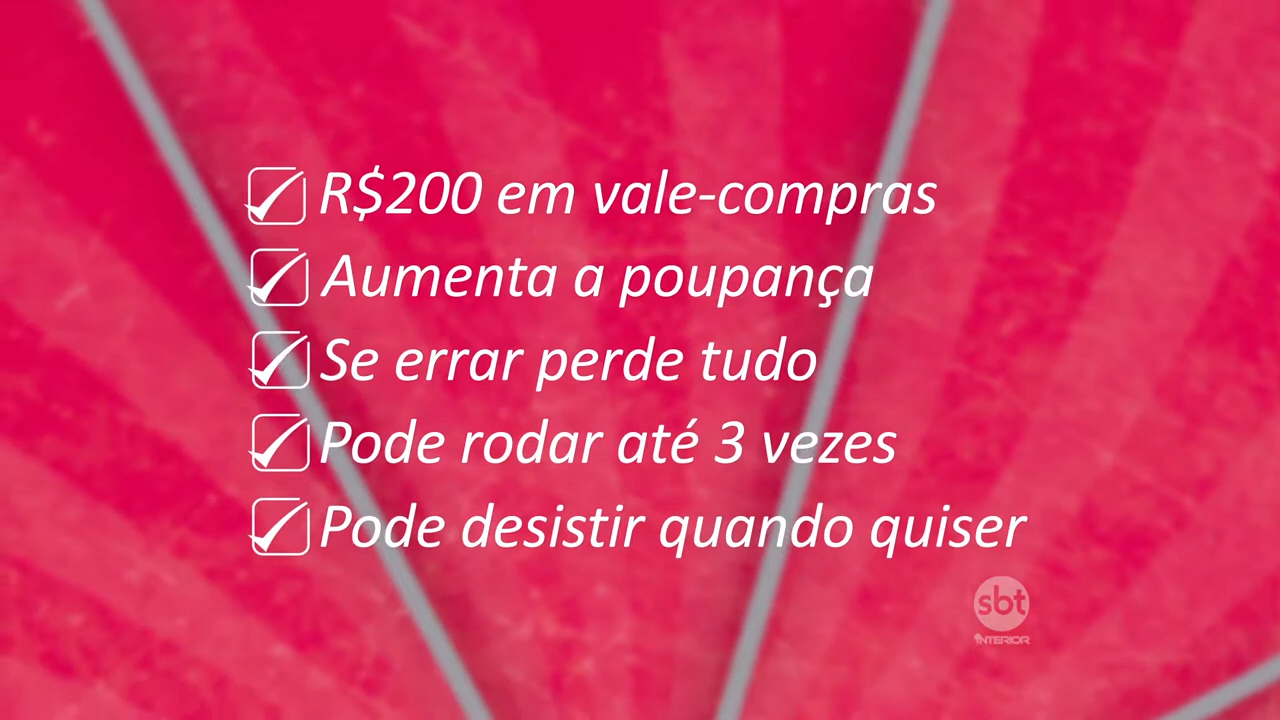 R$200 em vale-compras
Aumenta a poupança
Se errar perde tudo
Pode rodar até 3 vezes
Pode desistir quando quiser
sbt
INTERIOR